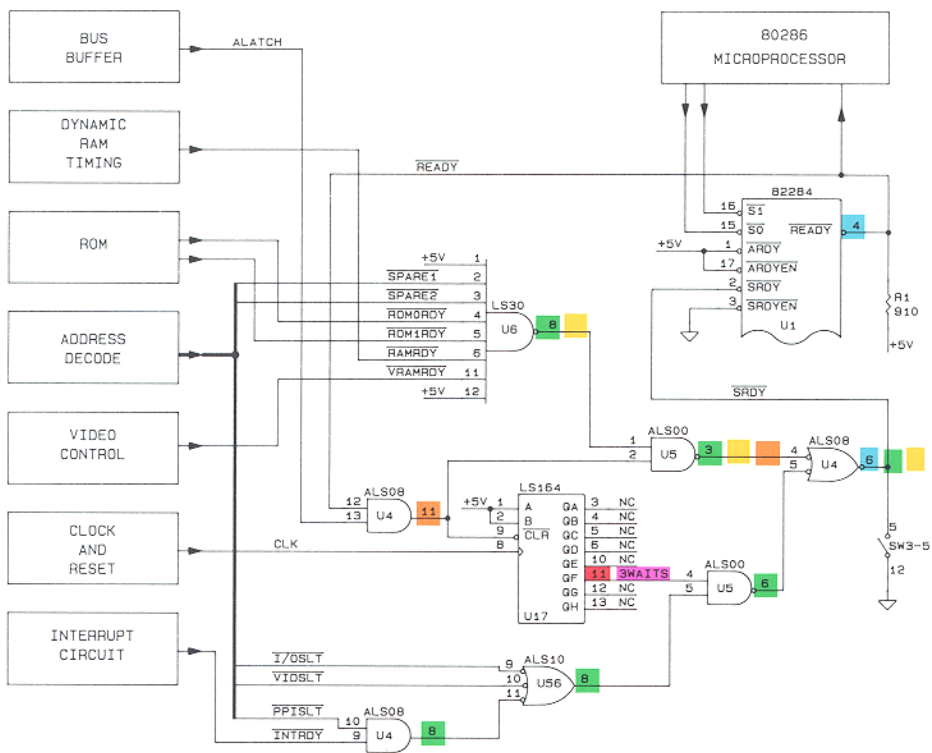 BUS
BUFFER
ALATCH
80286
MICROPROCESSOR
DYNAMIC
RAM
TIMING
READY
82284
16 S1
15 S0
READY 4
+5V 1 ARDY
17 ARDYEN
2 SRDY
3 SRDYEN
U1
R1
910
+5V
ROM
+5V 1
SPARE1 2
SPARE2 3
ROM0RDY 4
ROM1RDY 5
RAMRDY 6
VRAMRDY 11
+5V 12
LS30
U6
8
ADDRESS
DECODE
SRDY
VIDEO
CONTROL
ALS00
1
2
U5
3
ALS08
4
5
U4
6
ALS08
12
13
U4
11
LS164
+5V 1 A
2 B
9 CLR
8
QA 3 NC
QB 4 NC
QC 5 NC
QD 6 NC
QE 10 NC
QF 11 3WAITS
QG 12 NC
QH 13 NC
U17
CLOCK
AND
RESET
CLK
5
SW3-5
12
ALS00
4
5
U5
6
INTERRUPT
CIRCUIT
I/OSLT 9
VIDSLT 10
11
ALS10
U56
8
PPISLT 10
INTRDY 9
ALS08
U4
8